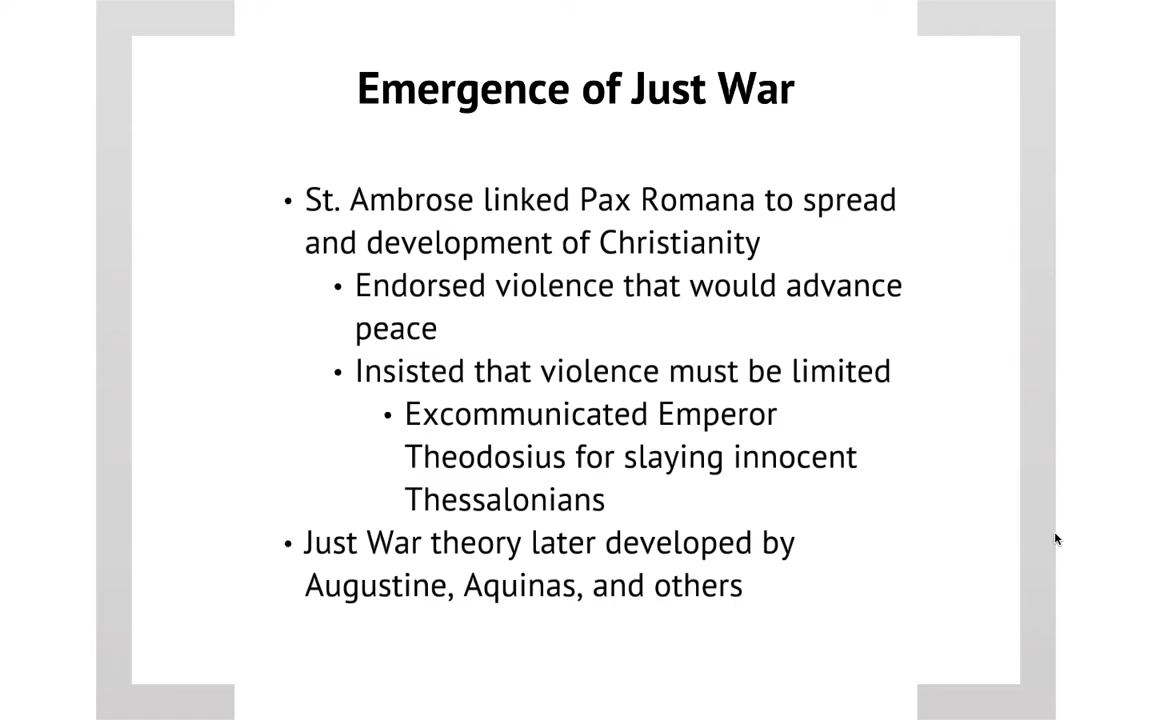 Emergence of Just War
• St. Ambrose linked Pax Romana to spread
and development of Christianity
• Endorsed violence that would advance
peace
• Insisted that violence must be limited
• Excommunicated Emperor
Theodosius for slaying innocent
Thessalonians
• Just War theory later developed by
Augustine, Aquinas, and others